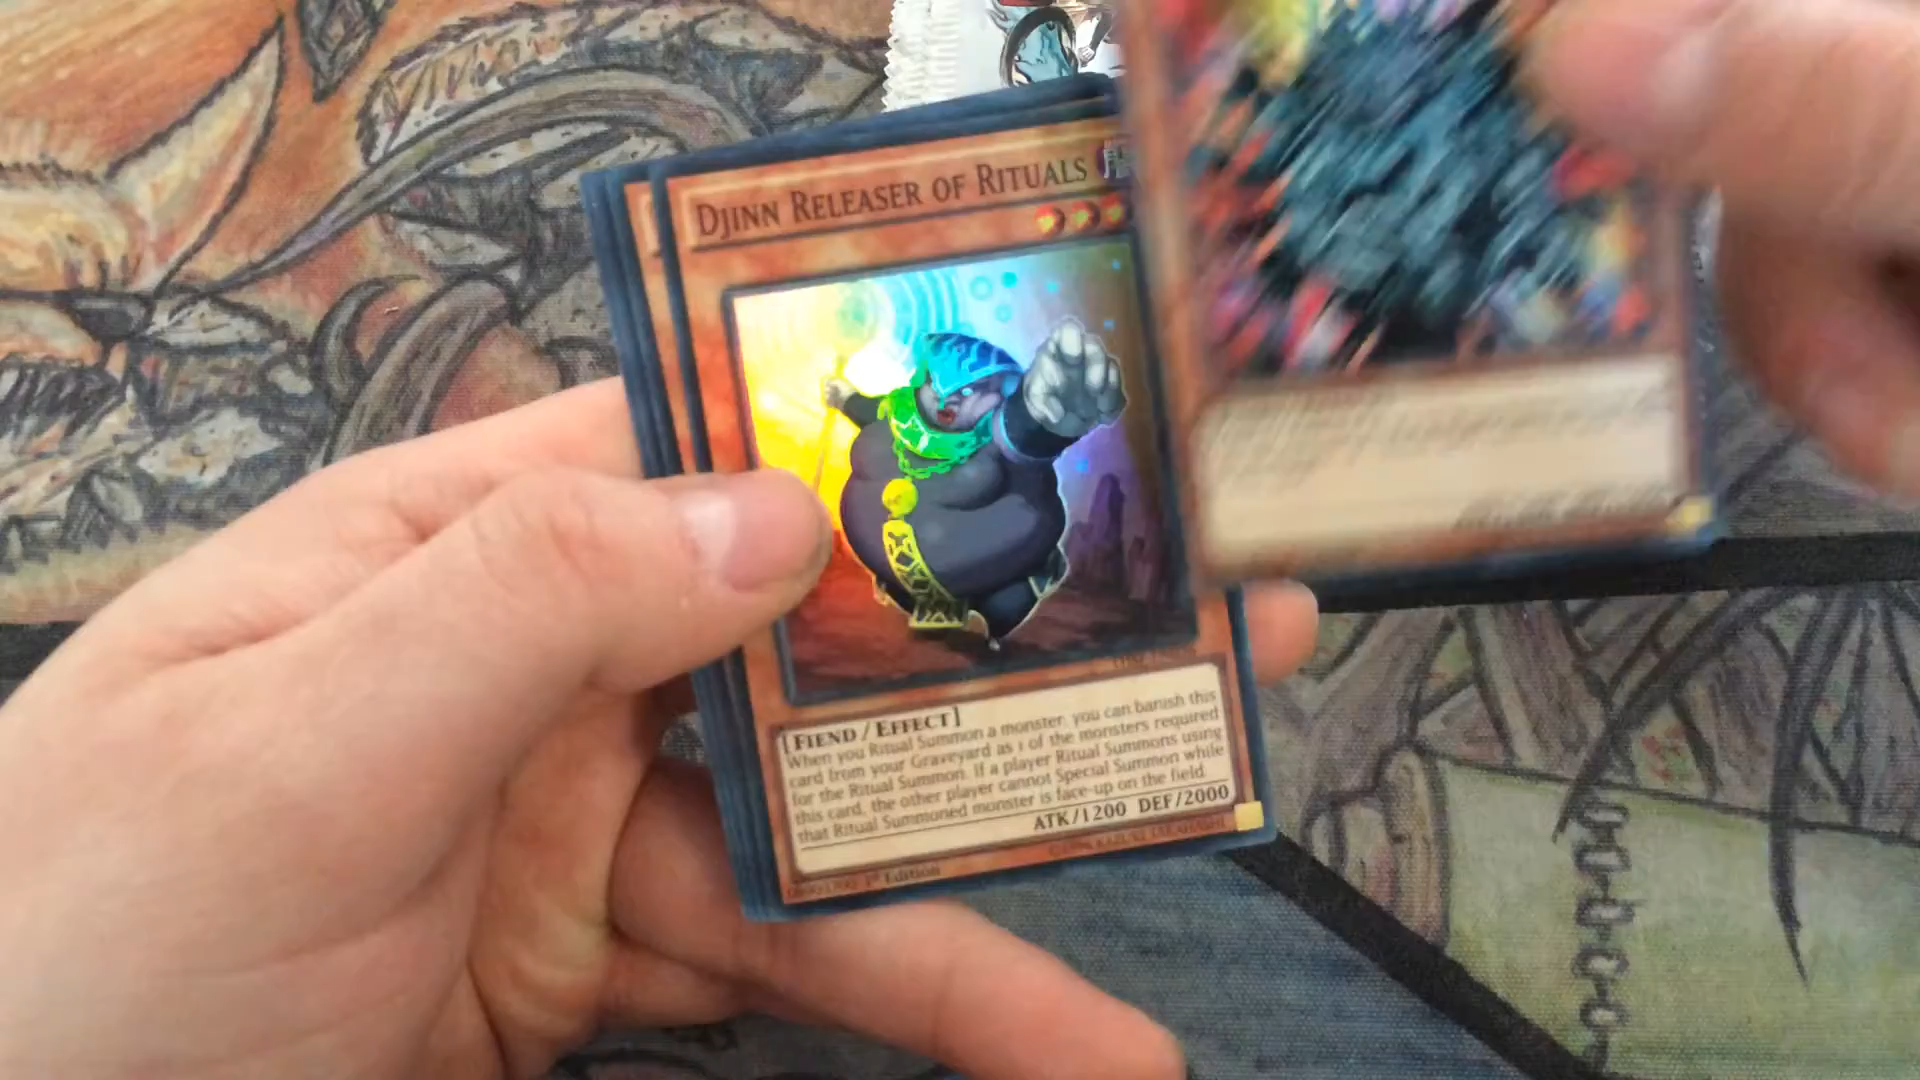 DJINN RELEASER OF RITUALS 闇
[FIEND / EFFECT]
When you Ritual Summon a monster, you can banish this
card from your Graveyard as 1 of the monsters required
for the Ritual Summon. If a player Ritual Summons using
this card, the other player cannot Special Summon while
that Ritual Summoned monster is face-up on the field.
ATK/1200 DEF/2000
1st Edition